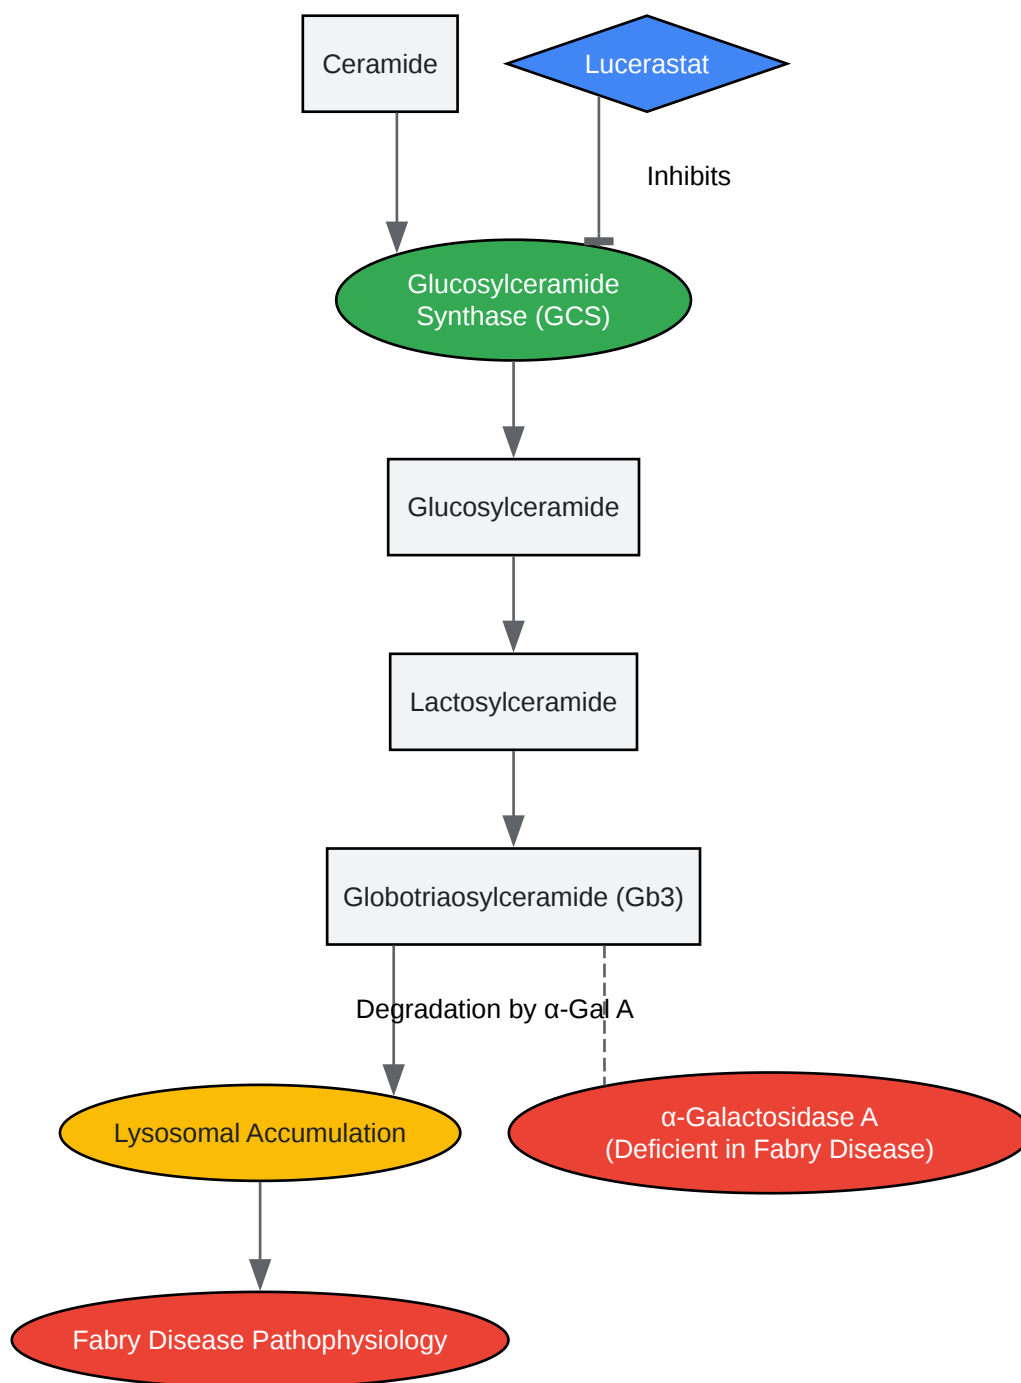 Ceramide
Lucerastat
Inhibits
Glucosylceramide
Synthase (GCS)
Glucosylceramide
Lactosylceramide
Globotriaosylceramide (Gb3)
Degradation by α-Gal A
Lysosomal Accumulation
α-Galactosidase A
(Deficient in Fabry Disease)
Fabry Disease Pathophysiology